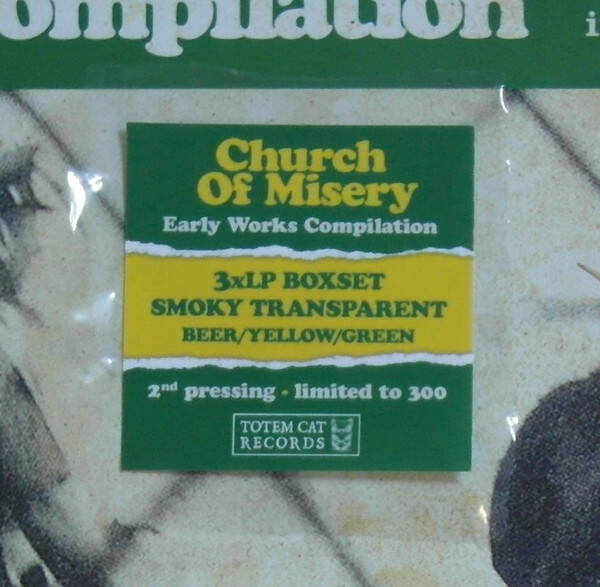 ompilation
i
Church
Of Misery
Early Works Compilation
3xLP BOXSET
SMOKY TRANSPARENT
BEER/YELLOW/GREEN
2nd pressing · limited to 300
TOTEM CAT
RECORDS